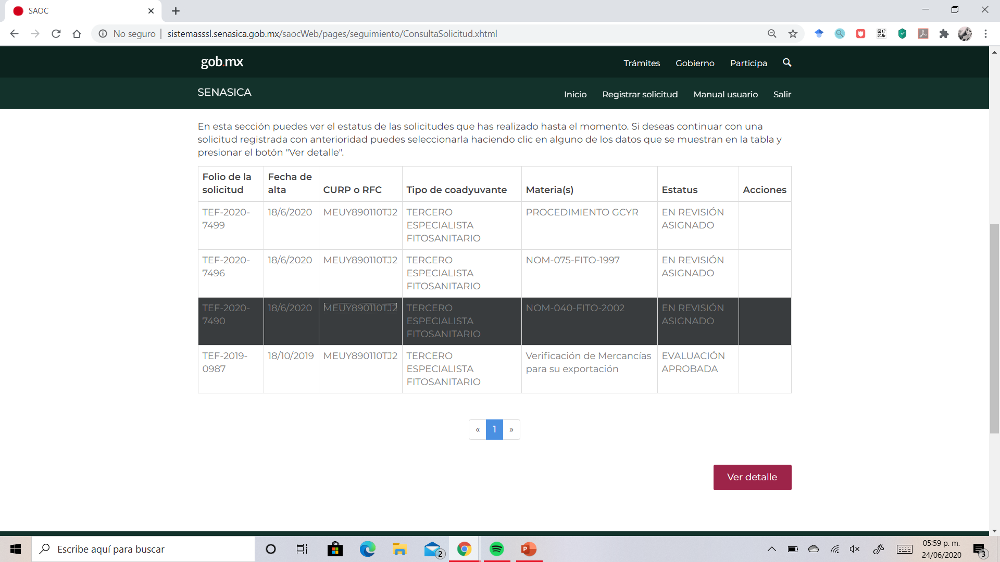 SAOC
No seguro
sistemasssl.senasica.gob.mx/saocWeb/pages/seguimiento/ConsultaSolicitud.xhtml
gob.mx
Trámites Gobierno Participa
SENASICA
Inicio Registrar solicitud Manual usuario Salir
En esta sección puedes ver el estatus de las solicitudes que has realizado hasta el momento. Si deseas continuar con una
solicitud registrada con anterioridad puedes seleccionarla haciendo clic en alguno de los datos que se muestran en la tabla y
presionar el botón "Ver detalle".
Folio de la solicitud Fecha de alta CURP o RFC Tipo de coadyuvante Materia(s) Estatus Acciones
TEF-2020-7499 18/6/2020 MEUY890110TJ2 TERCERO ESPECIALISTA FITOSANITARIO PROCEDIMIENTO GCYR EN REVISIÓN ASIGNADO
TEF-2020-7496 18/6/2020 MEUY890110TJ2 TERCERO ESPECIALISTA FITOSANITARIO NOM-075-FITO-1997 EN REVISIÓN ASIGNADO
TEF-2020-7490 18/6/2020 MEUY890110TJ2 TERCERO ESPECIALISTA FITOSANITARIO NOM-040-FITO-2002 EN REVISIÓN ASIGNADO
TEF-2019-0987 18/10/2019 MEUY890110TJ2 TERCERO ESPECIALISTA FITOSANITARIO Verificación de Mercancías para su exportación EVALUACIÓN APROBADA
« 1 »
Ver detalle
Escribe aquí para buscar
2
05:59 p. m.
24/06/2020
3